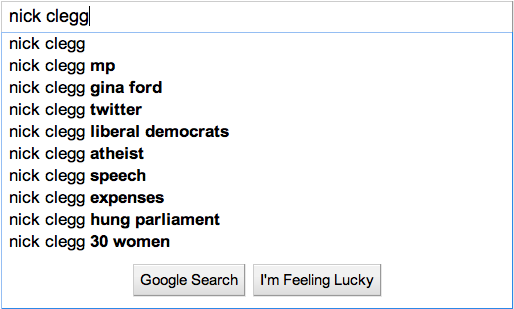 nick clegg
nick clegg
nick clegg mp
nick clegg gina ford
nick clegg twitter
nick clegg liberal democrats
nick clegg atheist
nick clegg speech
nick clegg expenses
nick clegg hung parliament
nick clegg 30 women
Google Search I'm Feeling Lucky